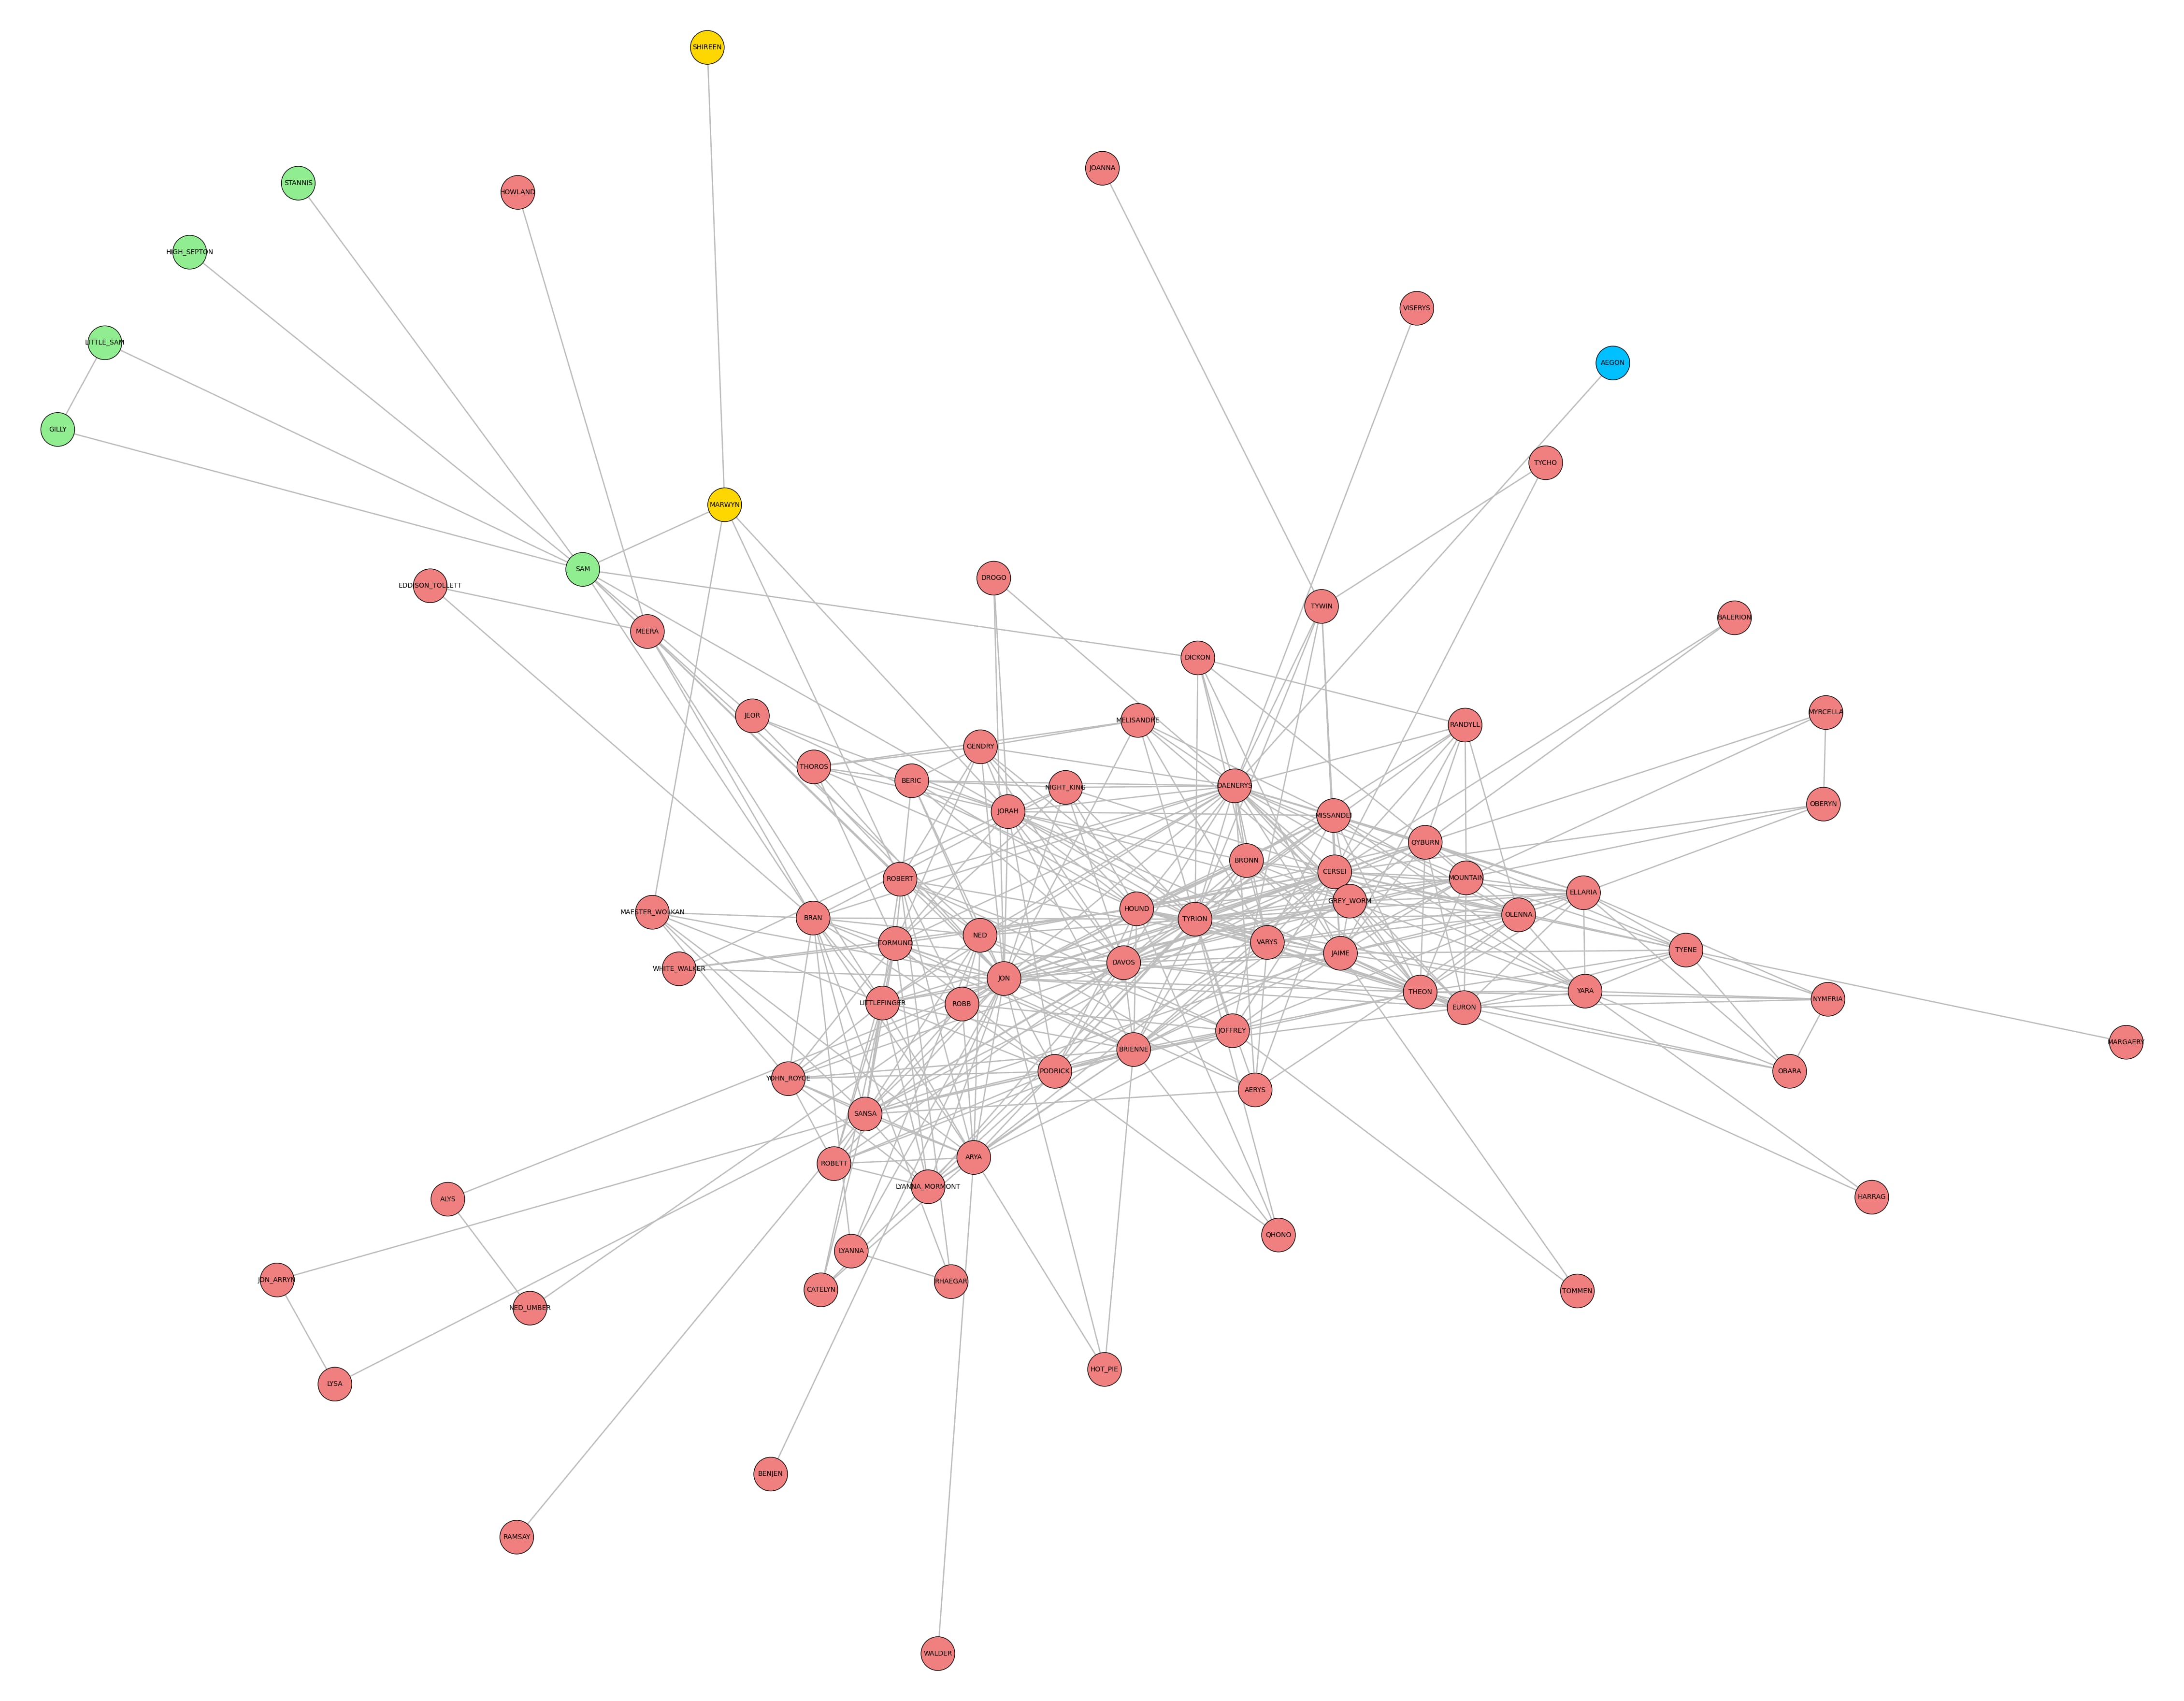 SHIREEN
JOANNA
STANNIS
HOWLAND
HIGH_SEPTON
VISERYS
LITTLE_SAM
AEGON
GILLY
TYCHO
MARWYN
SAM
DROGO
EDDISON_TOLLETT
TYWIN
BALERION
MEERA
DICKON
MYRCELLA
JEOR
MELISANDRE
RANDYLL
GENDRY
THOROS
BERIC
NIGHT_KING
DAENERYS
OBERYN
JORAH
MISSANDEI
QYBURN
BRONN
CERSEI
ROBERT
MOUNTAIN
ELLARIA
GREY_WORM
HOUND
MAESTER_WOLKAN
OLENNA
BRAN
TYRION
NED
TORMUND
VARYS
TYENE
JAIME
DAVOS
WHITE_WALKER
JON
THEON
YARA
NYMERIA
LITTLEFINGER
ROBB
EURON
JOFFREY
MARGAERY
BRIENNE
PODRICK
OBARA
YOHN_ROYCE
AERYS
SANSA
ARYA
ROBETT
LYANNA_MORMONT
HARRAG
ALYS
QHONO
LYANNA
JON_ARRYN
RHAEGAR
CATELYN
TOMMEN
NED_UMBER
HOT_PIE
LYSA
BENJEN
RAMSAY
WALDER